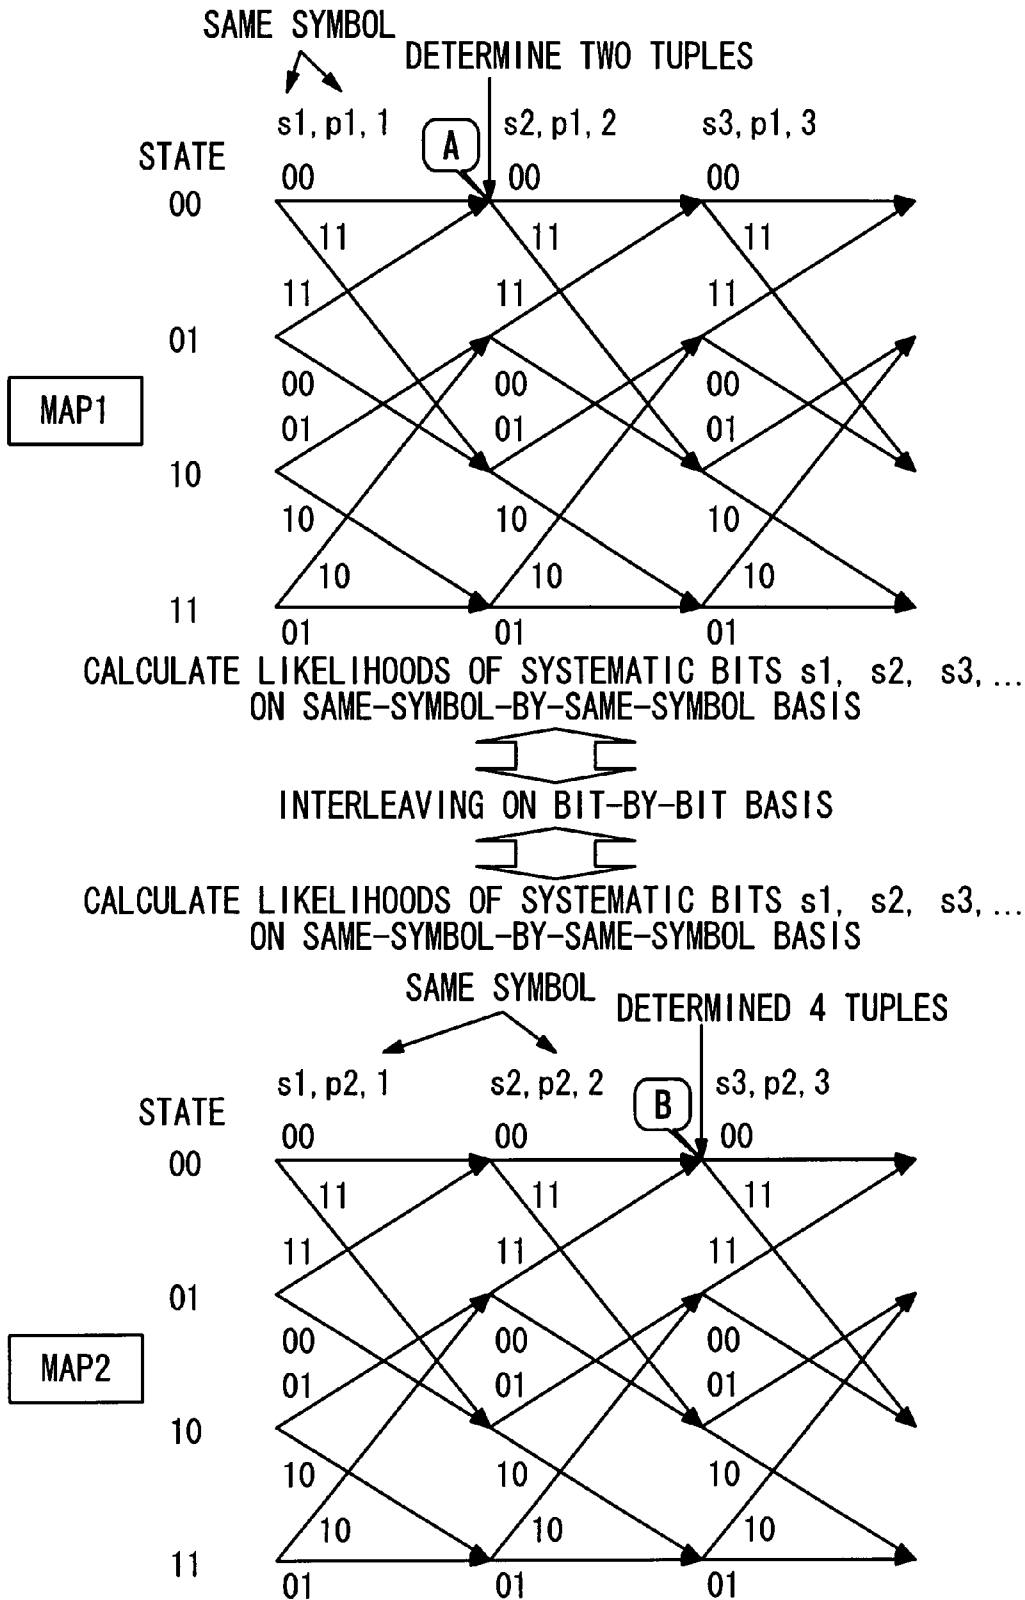 SAME SYMBOL
DETERMINE TWO TUPLES
s1, p1, 1
s2, p1, 2
s3, p1, 3
A
STATE
00 00 00
00
11 11 11
11 11 11
01
00 00 00
MAP1
01 01 01
10
10 10 10
10 10 10
11
01 01 01
CALCULATE LIKELIHOODS OF SYSTEMATIC BITS s1, s2, s3, ...
ON SAME-SYMBOL-BY-SAME-SYMBOL BASIS
INTERLEAVING ON BIT-BY-BIT BASIS
CALCULATE LIKELIHOODS OF SYSTEMATIC BITS s1, s2, s3, ...
ON SAME-SYMBOL-BY-SAME-SYMBOL BASIS
SAME SYMBOL
DETERMINED 4 TUPLES
s1, p2, 1
s2, p2, 2
s3, p2, 3
B
STATE
00 00 00
00
11 11 11
11 11 11
01
00 00 00
MAP2
01 01 01
10
10 10 10
10 10 10
11
01 01 01